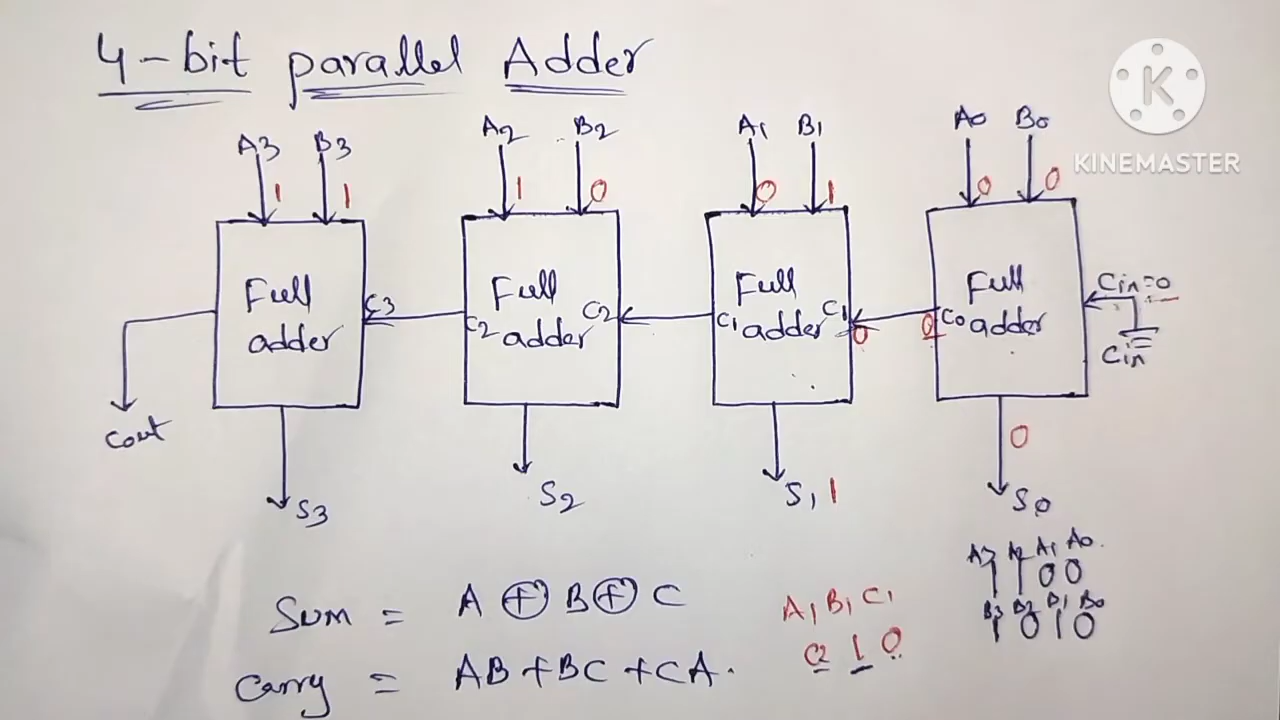 4-bit parallel Adder
K
KINEMASTER
A3 B3 A2 B2 A1 B1 A0 B0
1 1 1 0 0 1 0 0
Full adder C3
C2 Full adder C2
C1 Full adder C1 0
0 C0 Full adder
Cin=0
Cin
Cout
0
S3 S2 S1 1 S0
A3 A2 A1 A0
1 1 0 0
B3 B2 B1 B0
1 0 1 0
Sum = A ⊕ B ⊕ C
Carry = AB + BC + CA.
A1 B1 C1
0